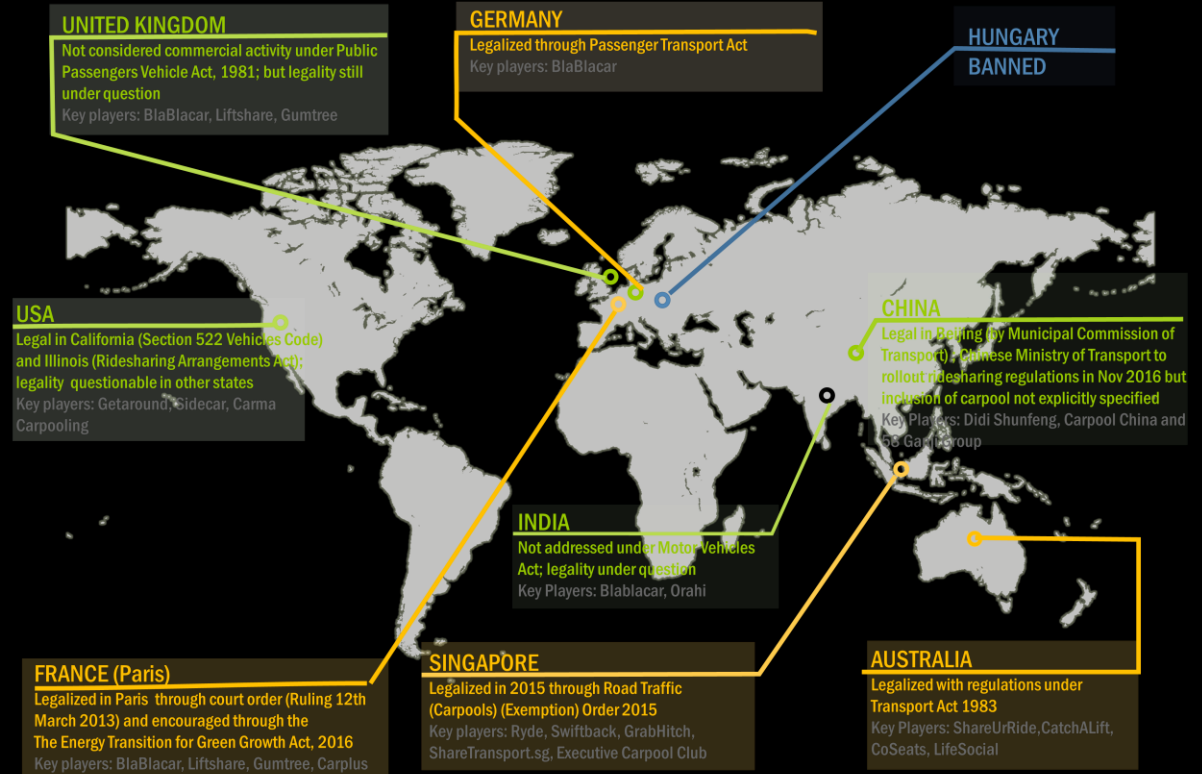 UNITED KINGDOM
Not considered commercial activity under Public
Passengers Vehicle Act, 1981; but legality still
under question
Key players: BlaBlacar, Liftshare, Gumtree
GERMANY
Legalized through Passenger Transport Act
Key players: BlaBlacar
HUNGARY
BANNED
USA
Legal in California (Section 522 Vehicles Code)
and Illinois (Ridesharing Arrangements Act);
legality questionable in other states
Key players: Getaround, Sidecar, Carma
Carpooling
CHINA
Legal in Beijing (by Municipal Commission of
Transport). Chinese Ministry of Transport to
rollout ridesharing regulations in Nov 2016 but
inclusion of carpool not explicitly specified
Key Players: Didi Shunfeng, Carpool China and
58 Ganji Group
INDIA
Not addressed under Motor Vehicles
Act; legality under question
Key Players: Blablacar, Orahi
FRANCE (Paris)
Legalized in Paris through court order (Ruling 12th
March 2013) and encouraged through the
The Energy Transition for Green Growth Act, 2016
Key players: BlaBlacar, Liftshare, Gumtree, Carplus
SINGAPORE
Legalized in 2015 through Road Traffic
(Carpools) (Exemption) Order 2015
Key players: Ryde, Swiftback, GrabHitch,
ShareTransport.sg, Executive Carpool Club
AUSTRALIA
Legalized with regulations under
Transport Act 1983
Key Players: ShareUrRide,CatchALift,
CoSeats, LifeSocial